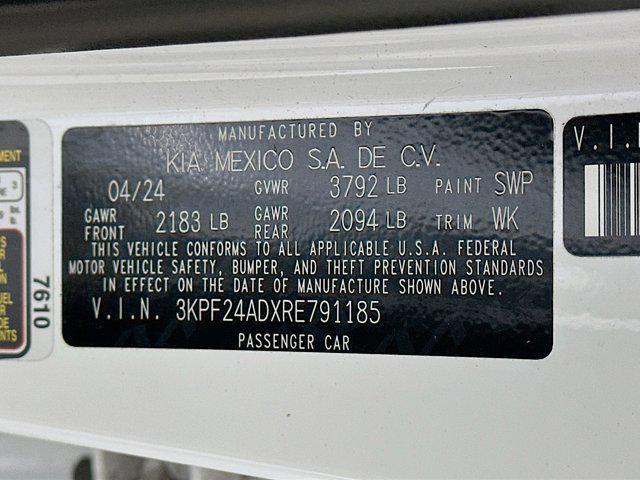 MANUFACTURED BY
KIA MEXICO S.A. DE C.V.
04/24 GVWR 3792 LB PAINT SWP
GAWR FRONT 2183 LB GAWR REAR 2094 LB TRIM WK
THIS VEHICLE CONFORMS TO ALL APPLICABLE U.S.A. FEDERAL
MOTOR VEHICLE SAFETY, BUMPER, AND THEFT PREVENTION STANDARDS
IN EFFECT ON THE DATE OF MANUFACTURE SHOWN ABOVE.
V.I.N. 3KPF24ADXRE791185
PASSENGER CAR
7610
V.I.N